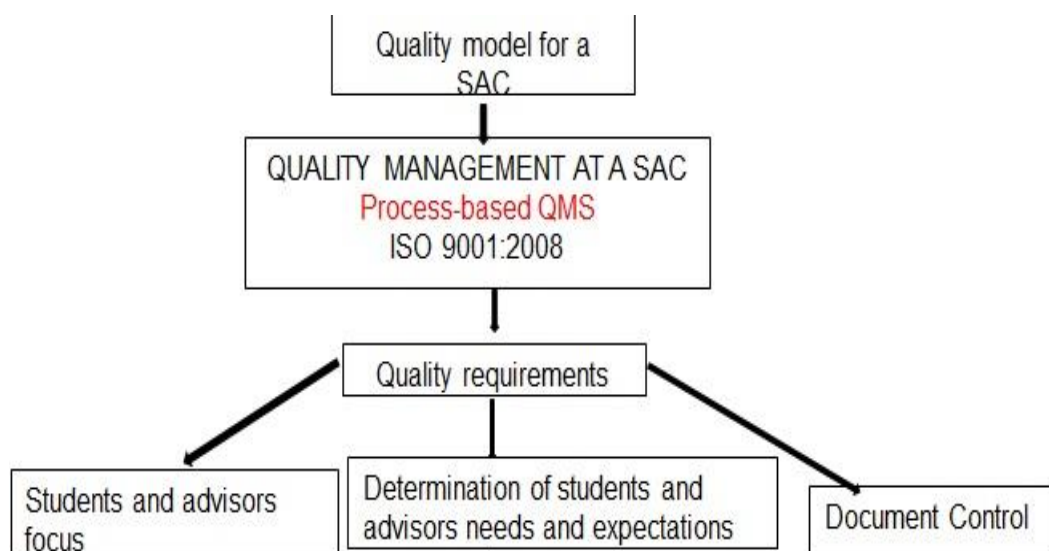 Quality model for a
SAC
QUALITY MANAGEMENT AT A SAC
Process-based QMS
ISO 9001:2008
Quality requirements
Students and advisors
focus
Determination of students and
advisors needs and expectations
Document Control